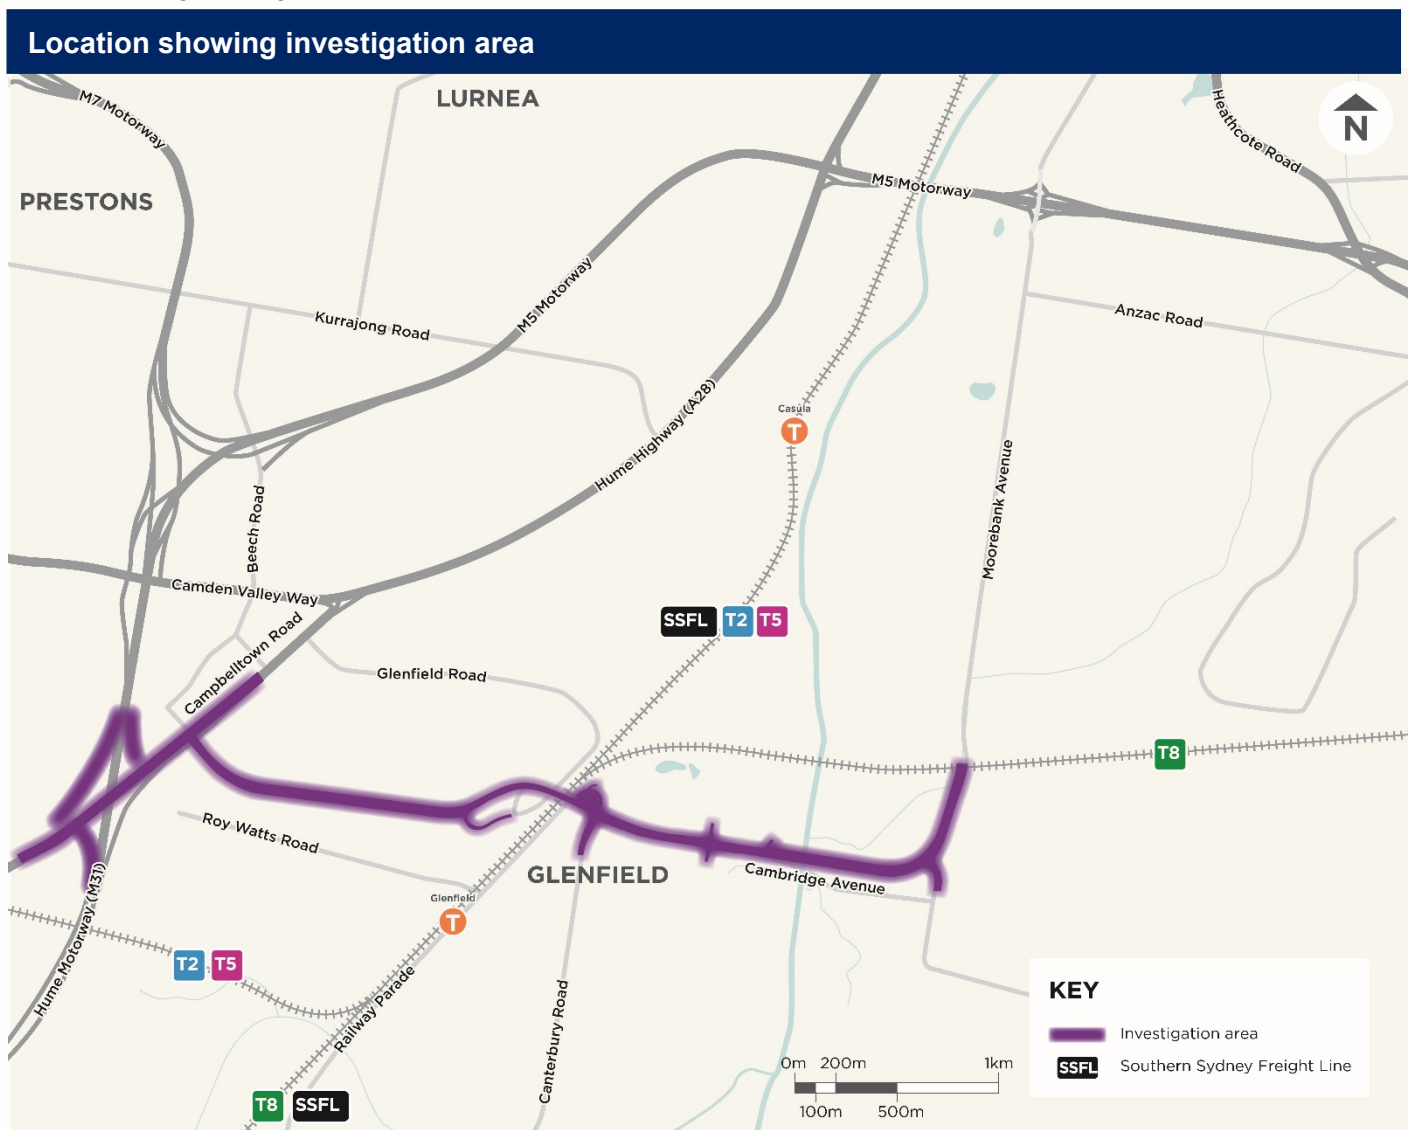 Location showing investigation area
LURNEA
M7 Motorway
Heathcote Road
N
PRESTONS
M5 Motorway
M5 Motorway
Kurrajong Road
Anzac Road
Hume Highway (A28)
Casula
T
Moorebank Avenue
Beech Road
Camden Valley Way
SSFL T2 T5
Campbelltown Road
Glenfield Road
T8
Roy Watts Road
GLENFIELD
Cambridge Avenue
Glenfield
T
Hume Motorway (M31)
T2 T5
Railway Parade
Canterbury Road
T8 SSFL
0m 200m 1km
100m 500m
KEY
Investigation area
SSFL Southern Sydney Freight Line